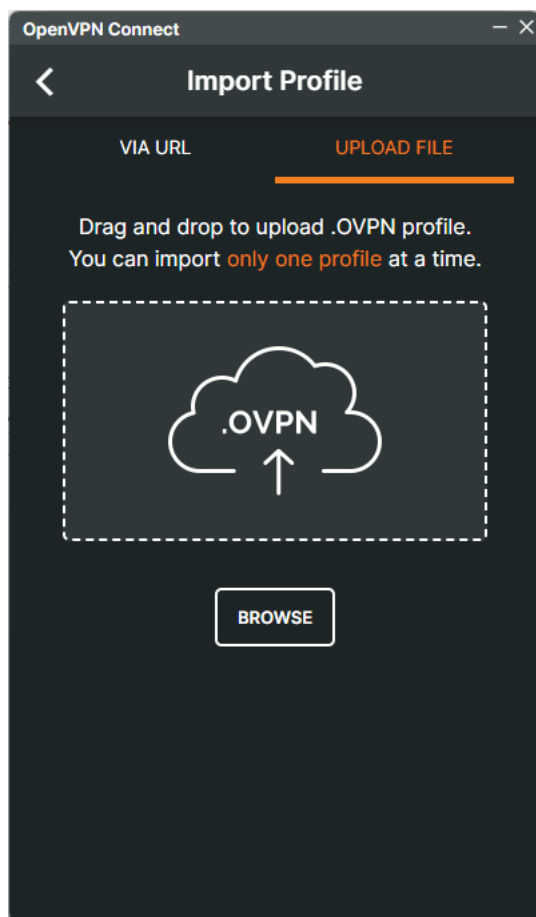 OpenVPN Connect
Import Profile
VIA URL
UPLOAD FILE
Drag and drop to upload .OVPN profile.
You can import only one profile at a time.
.OVPN
BROWSE